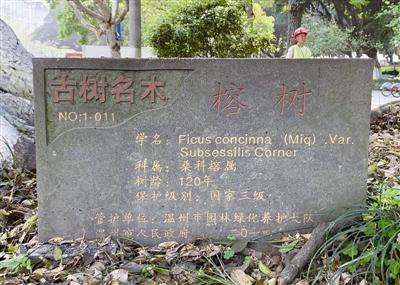 古树名木
榕树
NO:1-011
学名：Ficus concinna （Miq）.Var.
Subsessilis Corner
科属：桑科榕属
树龄：120年
保护级别：国家三级
管护单位：温州市园林绿化养护大队
温州市人民政府 二〇一